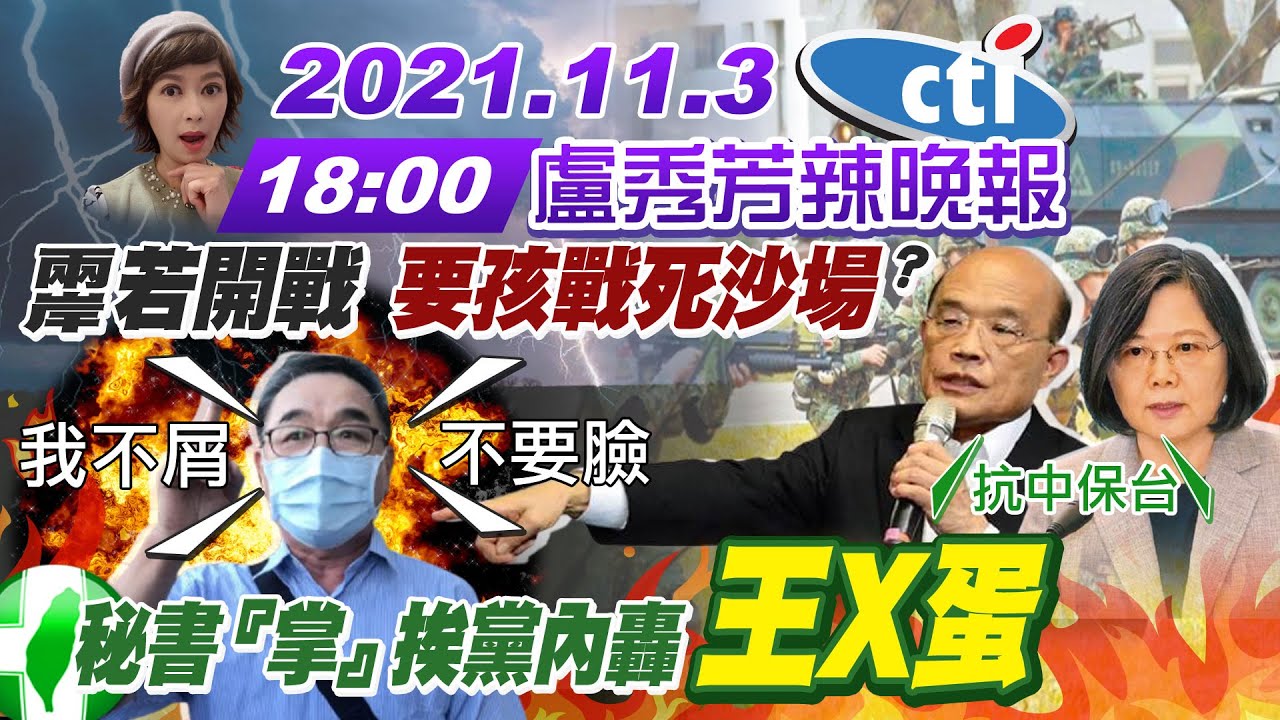 2021.11.3
cti
18:00 盧秀芳辣晚報
兩岸若開戰 要孩戰死沙場?
我不屑
不要臉
抗中保台
秘書『掌』挨黨內轟
王X蛋